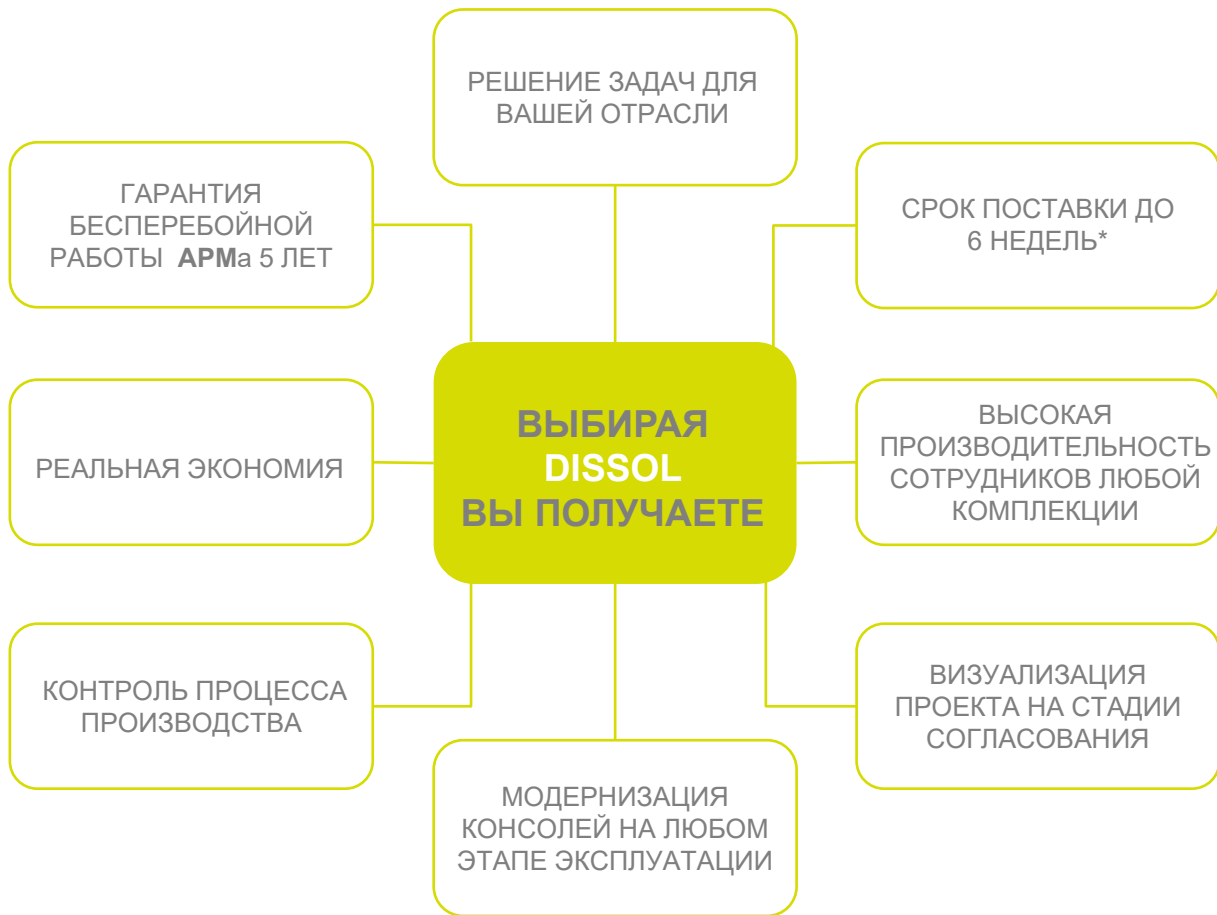 РЕШЕНИЕ ЗАДАЧ ДЛЯ
ВАШЕЙ ОТРАСЛИ
ГАРАНТИЯ
БЕСПЕРЕБОЙНОЙ
РАБОТЫ АРМа 5 ЛЕТ
СРОК ПОСТАВКИ ДО
6 НЕДЕЛЬ*
РЕАЛЬНАЯ ЭКОНОМИЯ
ВЫБИРАЯ
DISSOL
ВЫ ПОЛУЧАЕТЕ
ВЫСОКАЯ
ПРОИЗВОДИТЕЛЬНОСТЬ
СОТРУДНИКОВ ЛЮБОЙ
КОМПЛЕКЦИИ
КОНТРОЛЬ ПРОЦЕССА
ПРОИЗВОДСТВА
МОДЕРНИЗАЦИЯ
КОНСОЛЕЙ НА ЛЮБОМ
ЭТАПЕ ЭКСПЛУАТАЦИИ
ВИЗУАЛИЗАЦИЯ
ПРОЕКТА НА СТАДИИ
СОГЛАСОВАНИЯ